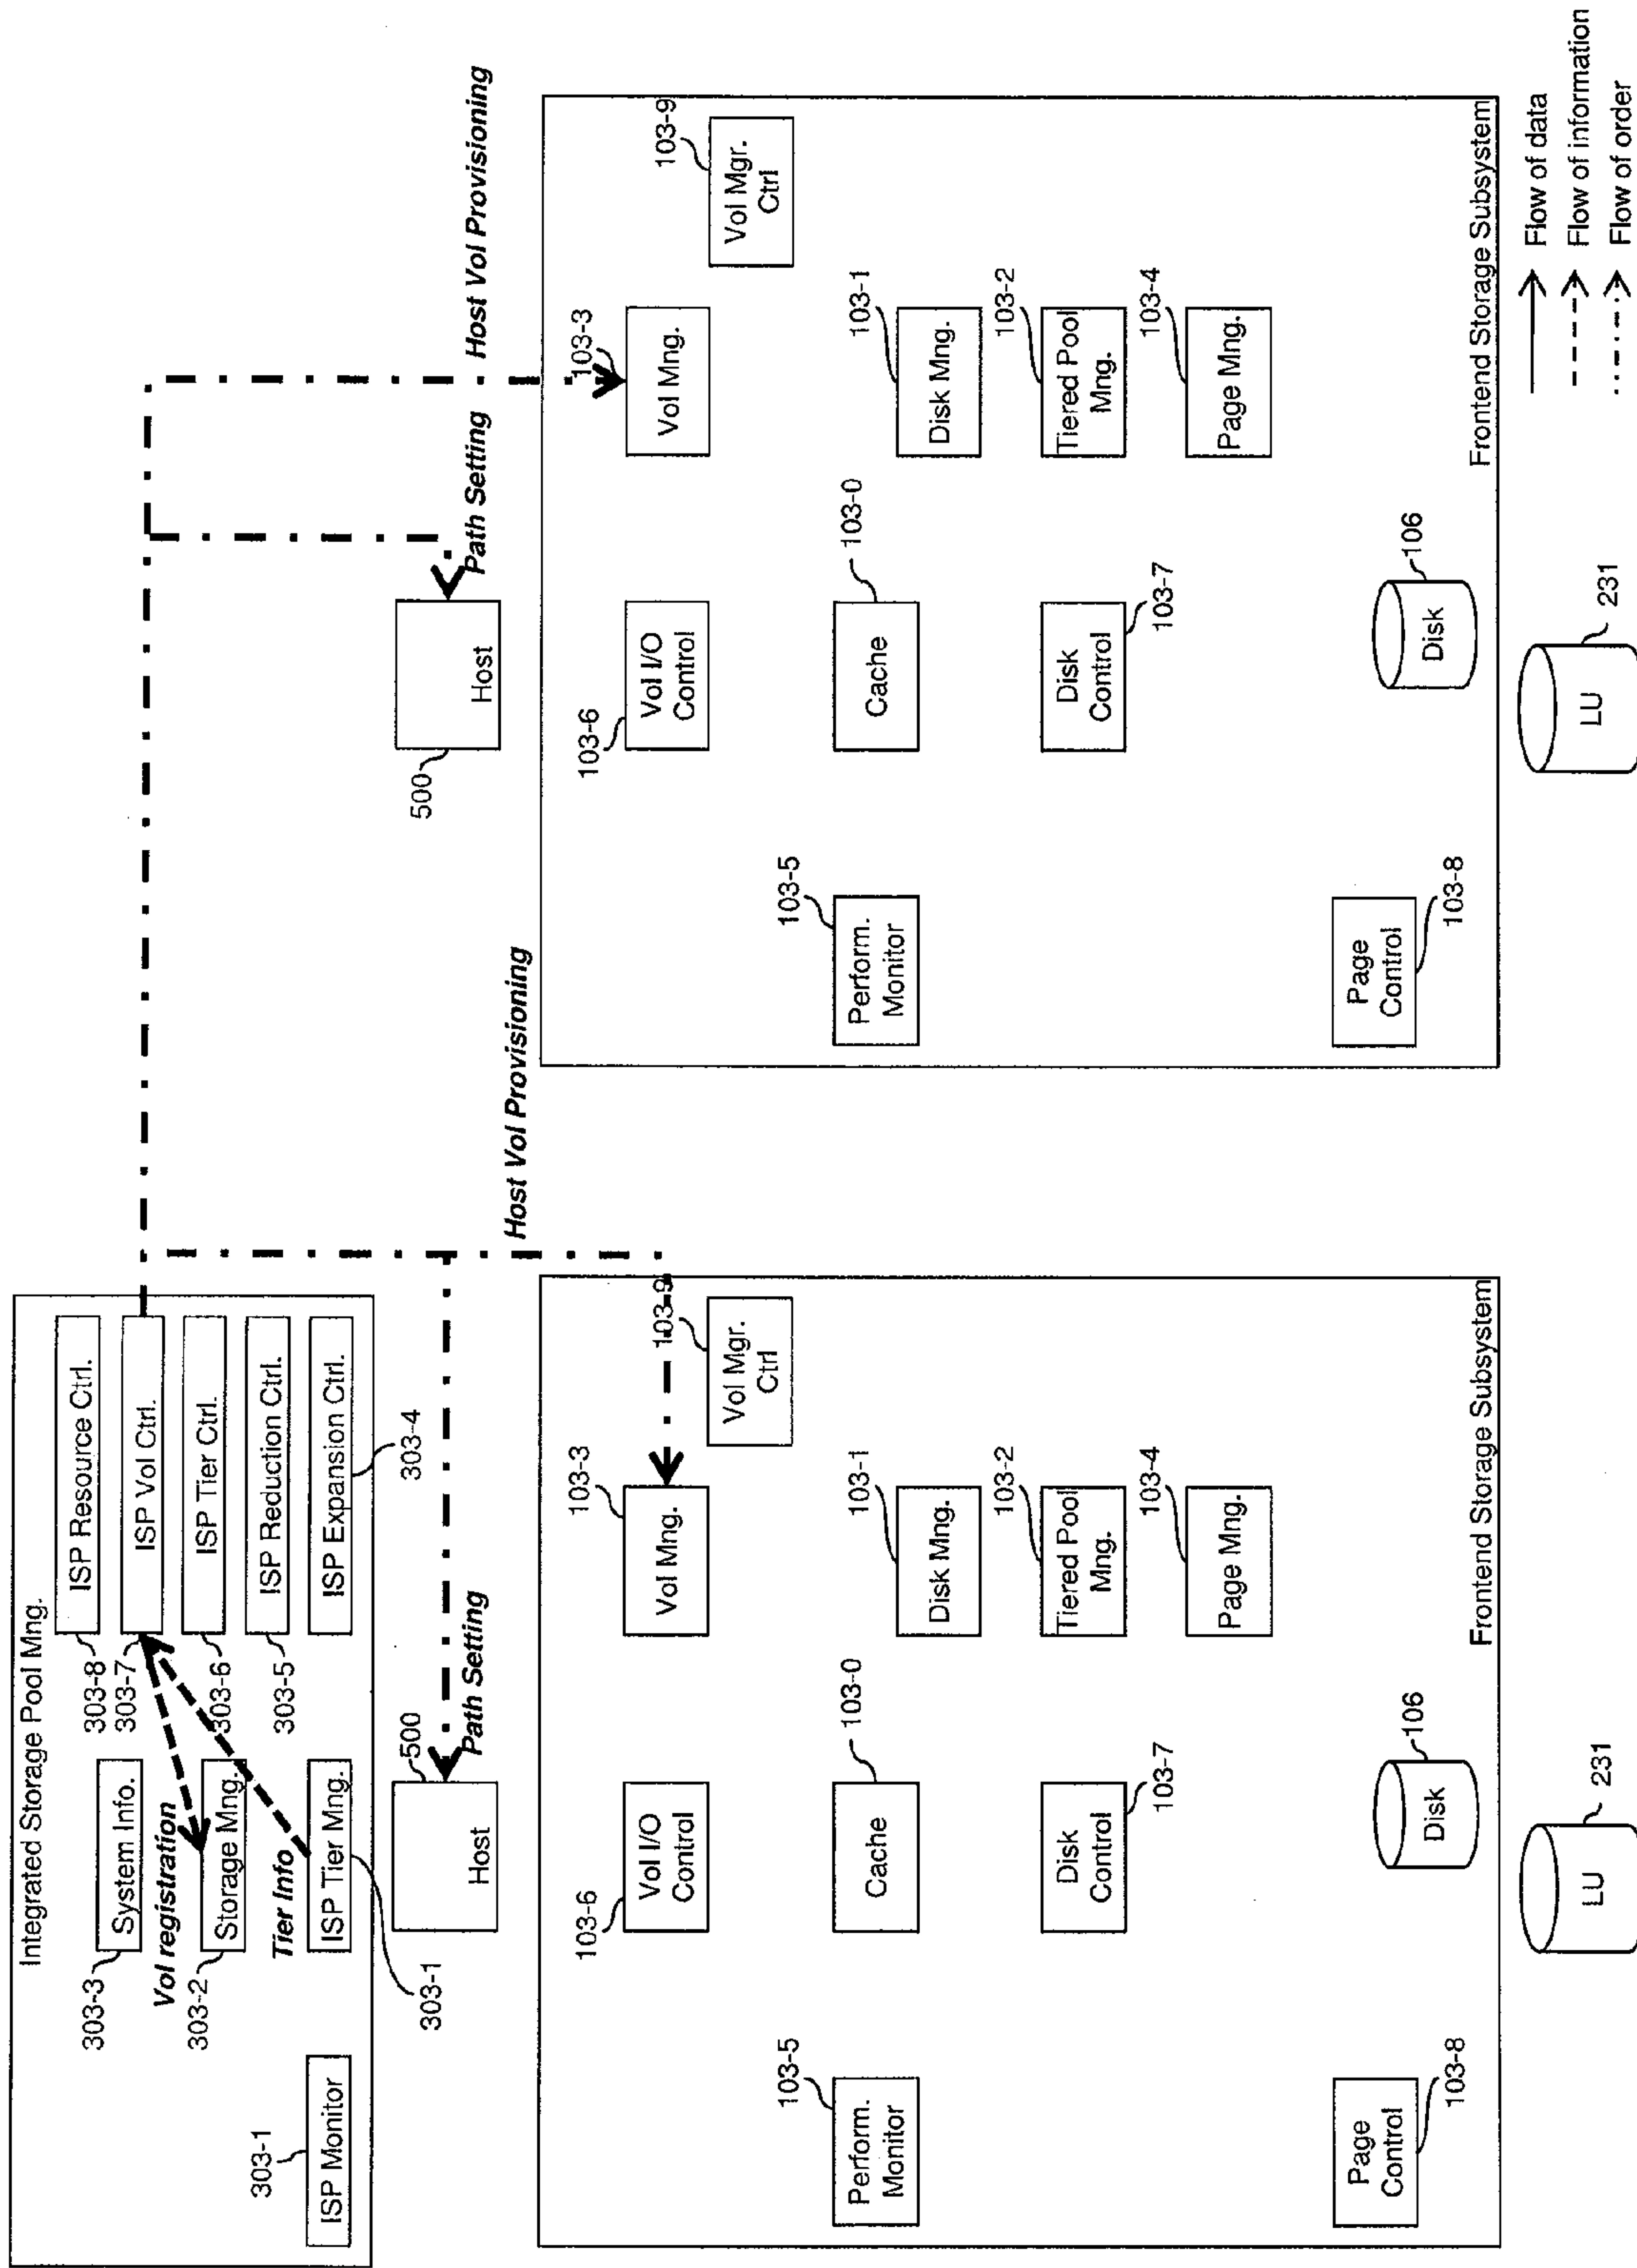 Integrated Storage Pool Mng.
303-1
ISP Monitor
303-3
System Info.
Vol registration
303-2
Storage Mng.
Tier Info
ISP Tier Mng.
303-1
303-8
ISP Resource Ctrl.
303-7
ISP Vol Ctrl.
303-6
ISP Tier Ctrl.
303-5
ISP Reduction Ctrl.
ISP Expansion Ctrl.
303-4
500
Host
Path Setting
Host Vol Provisioning
103-5
Perform.
Monitor
103-8
Page
Control
103-6
Vol I/O
Control
103-0
Cache
103-7
Disk
Control
106
Disk
103-3
Vol Mng.
103-9
Vol Mgr.
Ctrl
103-1
Disk Mng.
103-2
Tiered Pool
Mng.
103-4
Page Mng.
Frontend Storage Subsystem
231
LU
500
Host
Path Setting
Host Vol Provisioning
103-5
Perform.
Monitor
103-8
Page
Control
103-6
Vol I/O
Control
103-0
Cache
103-7
Disk
Control
106
Disk
103-3
Vol Mng.
103-9
Vol Mgr.
Ctrl
103-1
Disk Mng.
103-2
Tiered Pool
Mng.
103-4
Page Mng.
Frontend Storage Subsystem
231
LU
Flow of data
Flow of information
Flow of order